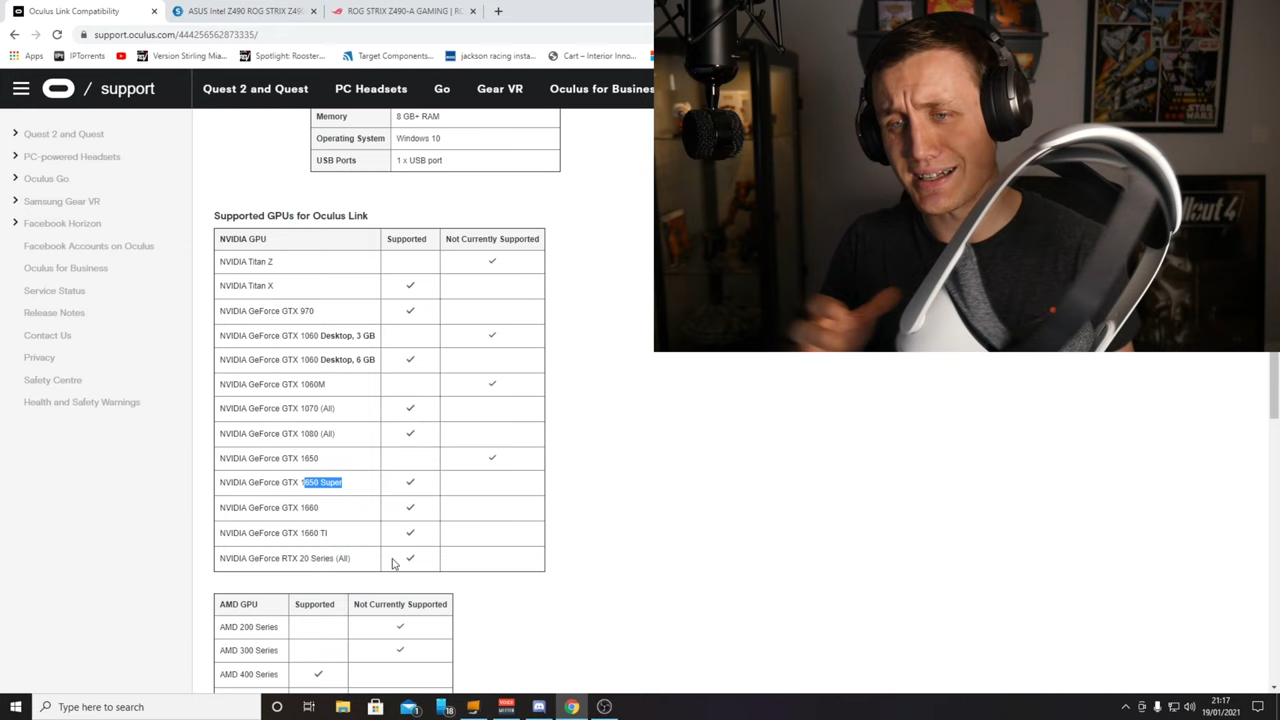 Oculus Link Compatibility
ASUS Intel Z490 ROG STRIX Z490
ROG STRIX Z490-A GAMING | RO
support.oculus.com/444256562873335/
IPTorrents
Version Stirling Mia...
Spotlight: Rooster...
Target Components...
jackson racing insta...
Cart – Interior Inno...
/ support
Quest 2 and Quest
PC Headsets
Go
Gear VR
Oculus for Busines
Quest 2 and Quest
PC-powered Headsets
Oculus Go
Samsung Gear VR
Facebook Horizon
Facebook Accounts on Oculus
Oculus for Business
Service Status
Release Notes
Contact Us
Privacy
Safety Centre
Health and Safety Warnings
Memory 8 GB+ RAM
Operating System Windows 10
USB Ports 1 x USB port
Supported GPUs for Oculus Link
NVIDIA GPU Supported Not Currently Supported
NVIDIA Titan Z
NVIDIA Titan X
NVIDIA GeForce GTX 970
NVIDIA GeForce GTX 1060 Desktop, 3 GB
NVIDIA GeForce GTX 1060 Desktop, 6 GB
NVIDIA GeForce GTX 1060M
NVIDIA GeForce GTX 1070 (All)
NVIDIA GeForce GTX 1080 (All)
NVIDIA GeForce GTX 1650
NVIDIA GeForce GTX 1650 Super
NVIDIA GeForce GTX 1660
NVIDIA GeForce GTX 1660 TI
NVIDIA GeForce RTX 20 Series (All)
AMD GPU Supported Not Currently Supported
AMD 200 Series
AMD 300 Series
AMD 400 Series
STAR WARS
Fallout 4
Type here to search
1
18
21:17
19/01/2021